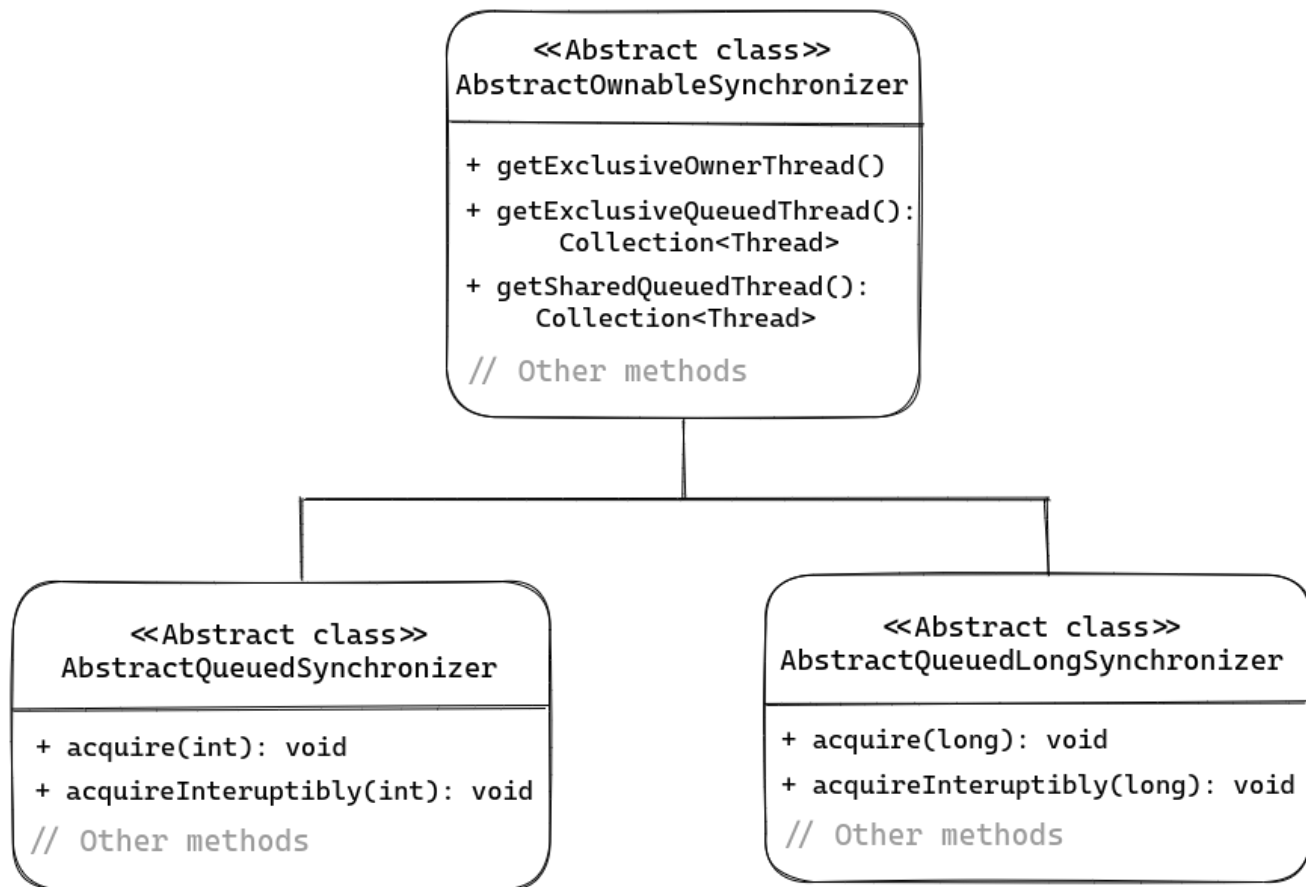 <<Abstract class>>
AbstractOwnableSynchronizer
+ getExclusiveOwnerThread()
+ getExclusiveQueuedThread():
Collection<Thread>
+ getSharedQueuedThread():
Collection<Thread>
// Other methods
<<Abstract class>>
AbstractQueuedSynchronizer
+ acquire(int): void
+ acquireInteruptibly(int): void
// Other methods
<<Abstract class>>
AbstractQueuedLongSynchronizer
+ acquire(long): void
+ acquireInteruptibly(long): void
// Other methods